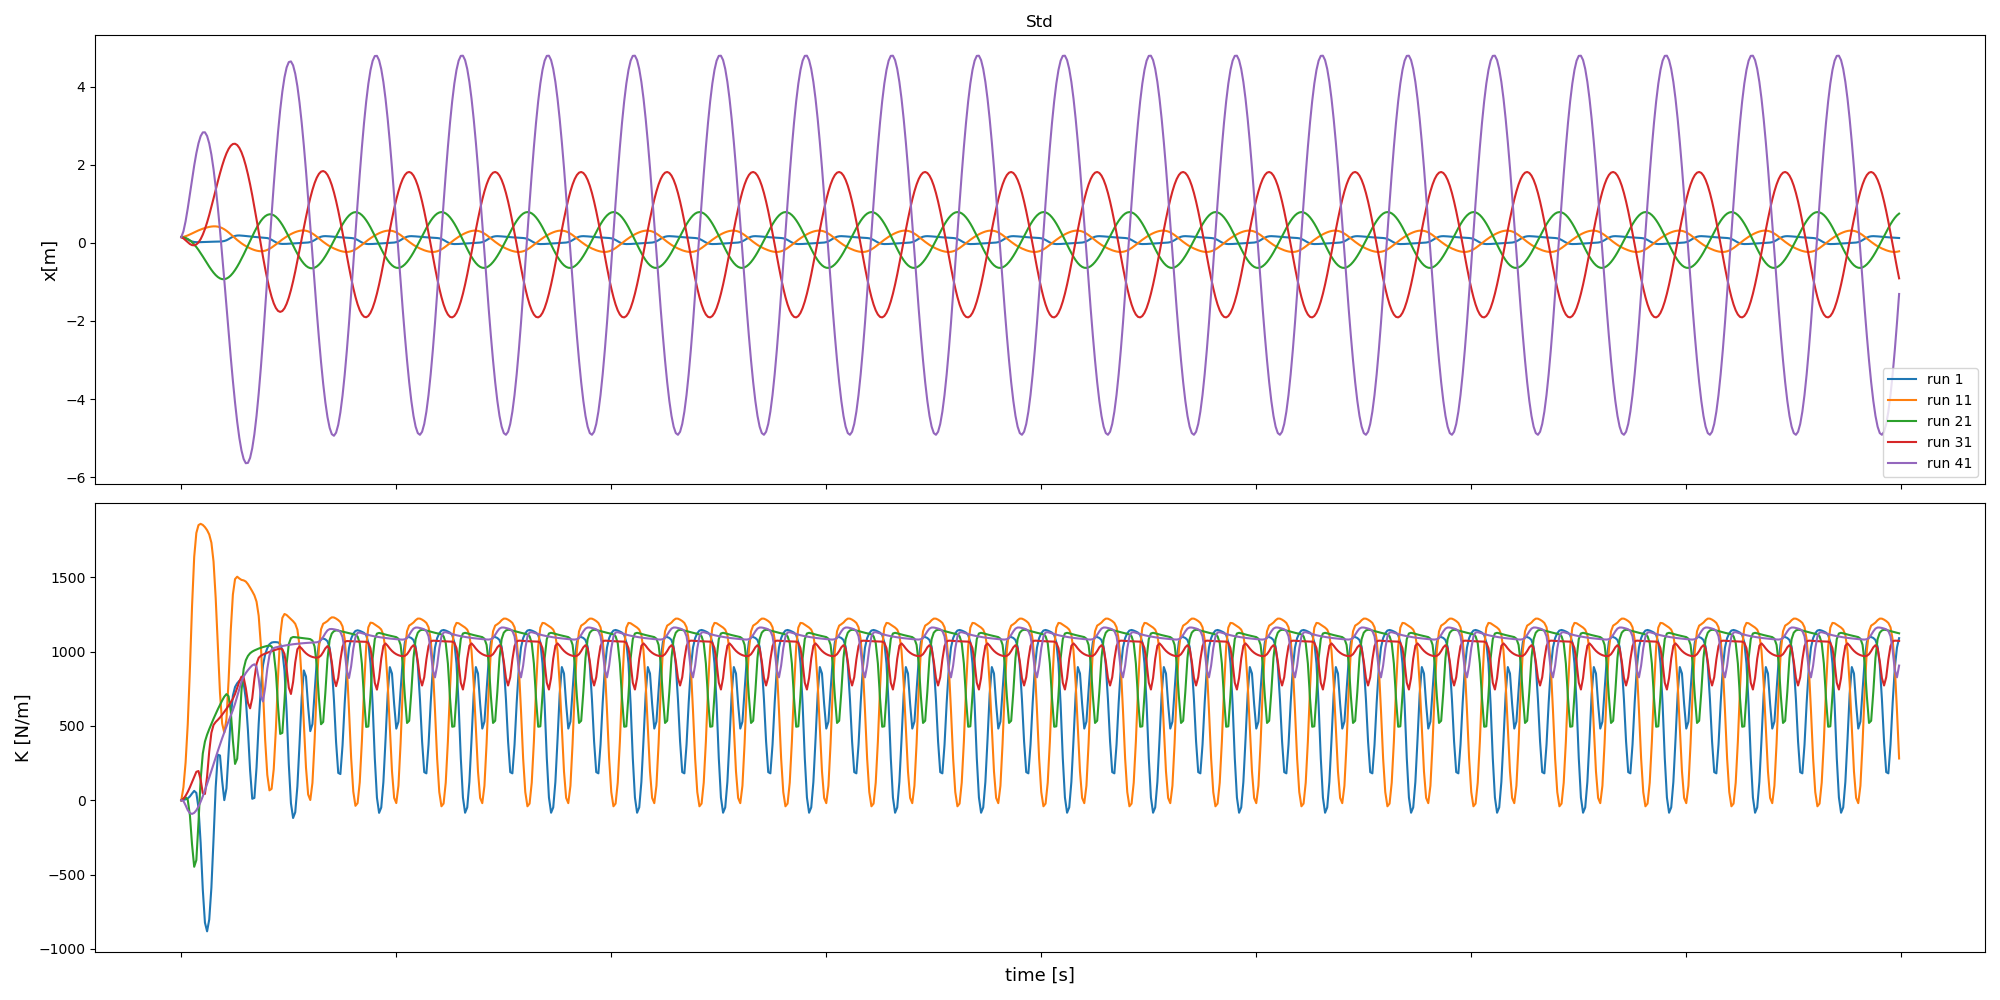 Std
x[m]
4
2
0
−2
−4
−6
run 1
run 11
run 21
run 31
run 41
K [N/m]
1500
1000
500
0
−500
−1000
time [s]